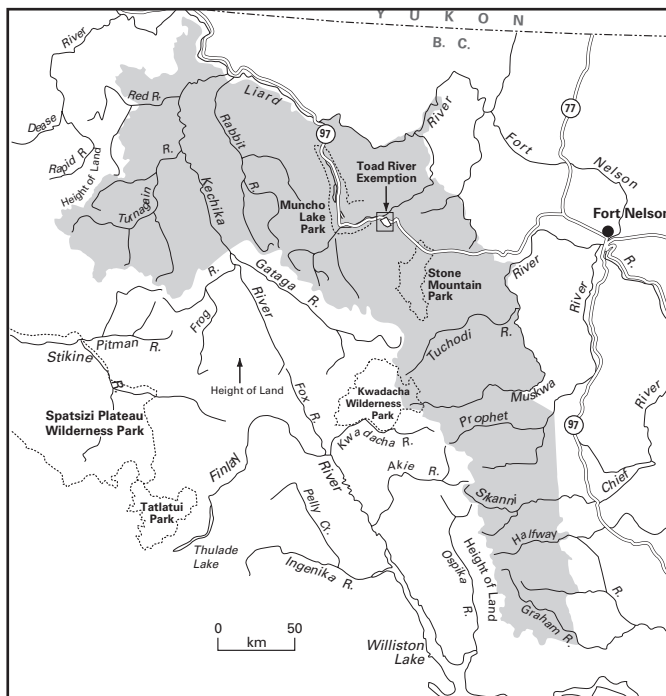 YUKON
B. C.
River
Red R.
Liard
97
77
Dease
Rapid R.
Height of Land
Rabbit
R.
River
Fort
Nelson
R.
Toad River
Exemption
Turnagain
Kechika
Muncho
Lake
Park
Fort Nelson
R.
Stone
Mountain
Park
River
River
R.
Gataga
R.
River
Frog
Tuchodi R.
Pitman R.
Stikine
R.
Height of Land
Fox R.
Kwadacha
Wilderness
Park
Muskwa
River
Spatsizi Plateau
Wilderness Park
Prophet
97
Kwadacha R.
Finlay
River
Akie R.
Sikanni
Chief
Tatlatui
Park
Pelly Cr.
Halfway
Thulade
Lake
Ingenika R.
Ospika
R.
Height of Land
R.
Graham R.
0 50
km
Williston
Lake